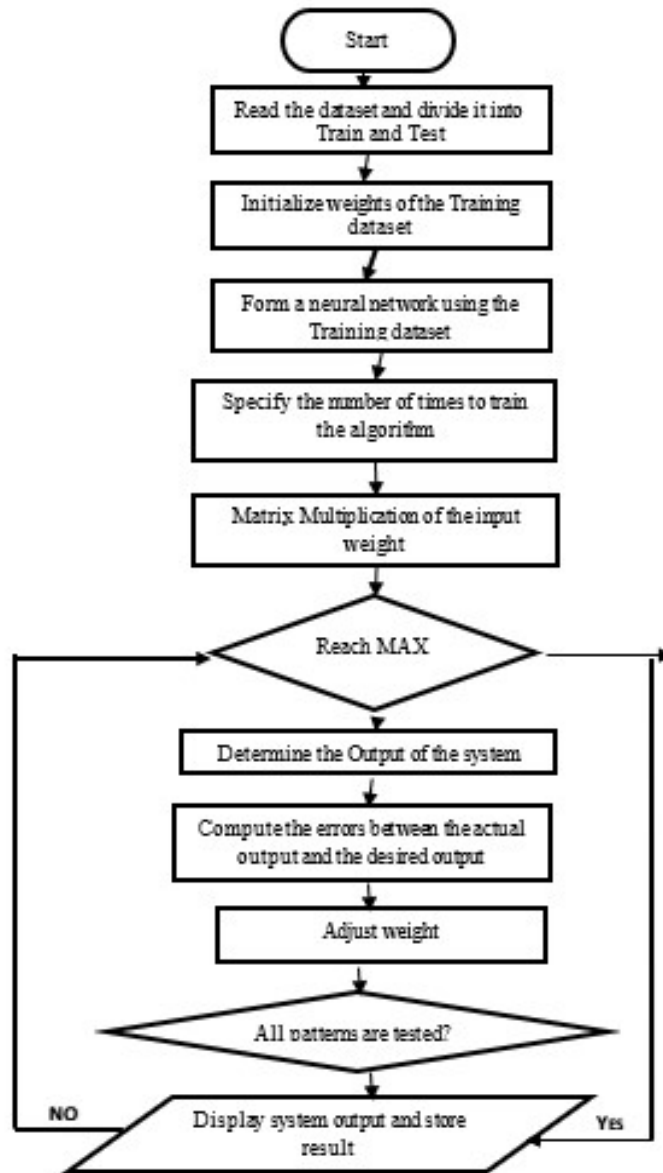 Start
Read the dataset and divide it into
Train and Test
Initialize weights of the Training
dataset
Form a neural network using the
Training dataset
Specify the number of times to train
the algorithm
Matrix Multiplication of the input
weight
Reach MAX
Determine the Output of the system
Compute the errors between the actual
output and the desired output
Adjust weight
All patterns are tested?
NO
Display system output and store
result
YES